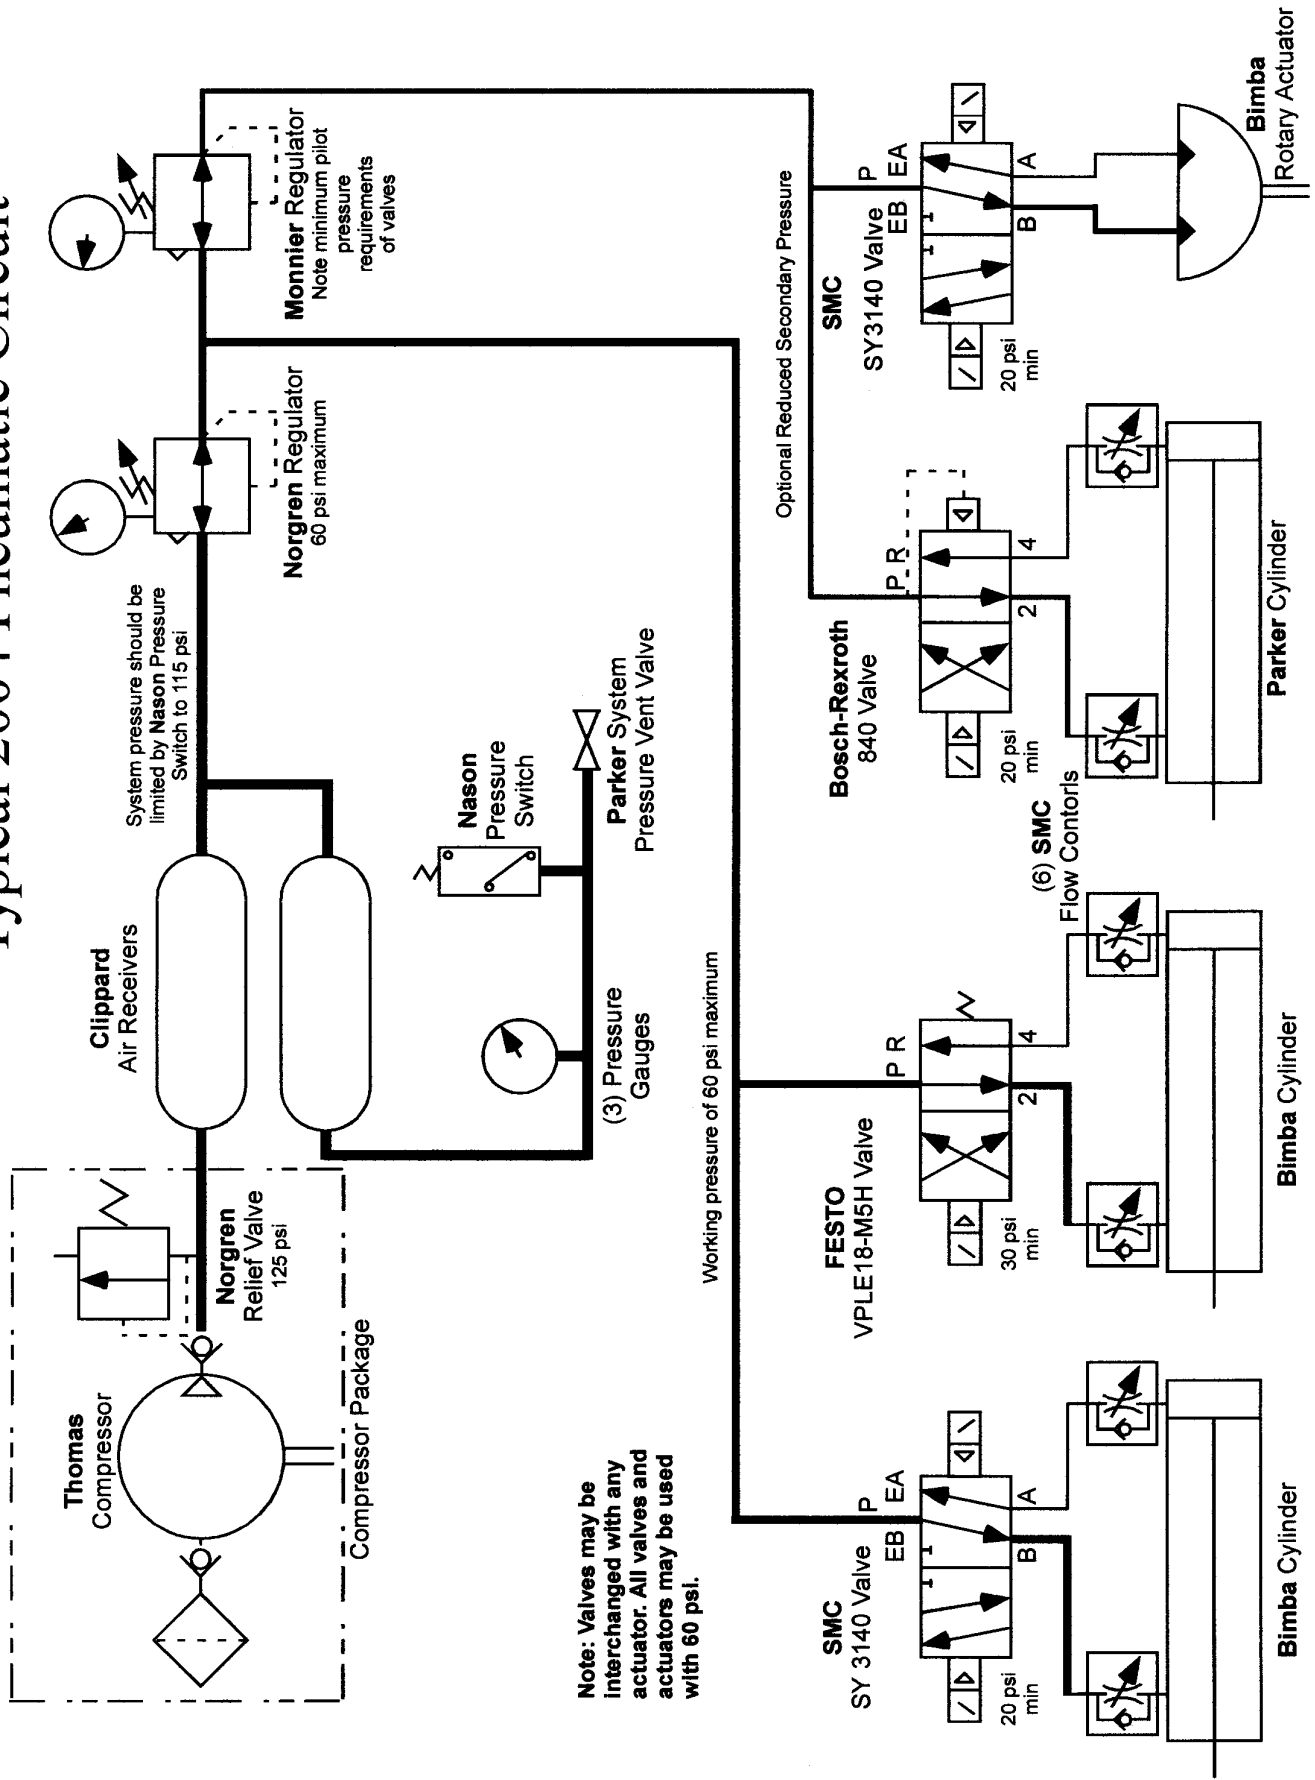 Typical 2004 Pneumatic Circuit
Thomas
Compressor
Compressor Package
Norgren
Relief Valve
125 psi
Clippard
Air Receivers
System pressure should be
limited by Nason Pressure
Switch to 115 psi
Norgren Regulator
60 psi maximum
Monnier Regulator
Note minimum pilot
pressure
requirements
of valves
Nason
Pressure
Switch
(3) Pressure
Gauges
Parker System
Pressure Vent Valve
Note: Valves may be
interchanged with any
actuator. All valves and
actuators may be used
with 60 psi.
Working pressure of 60 psi maximum
Optional Reduced Secondary Pressure
SMC
SY 3140 Valve
P
EB EA
20 psi
min
B A
FESTO
VPLE18-M5H Valve
P R
30 psi
min
2 4
Bosch-Rexroth
840 Valve
P R
20 psi
min
2 4
SMC
SY3140 Valve
P
EB EA
20 psi
min
B A
(6) SMC
Flow Contorls
Bimba Cylinder
Bimba Cylinder
Parker Cylinder
Bimba
Rotary Actuator